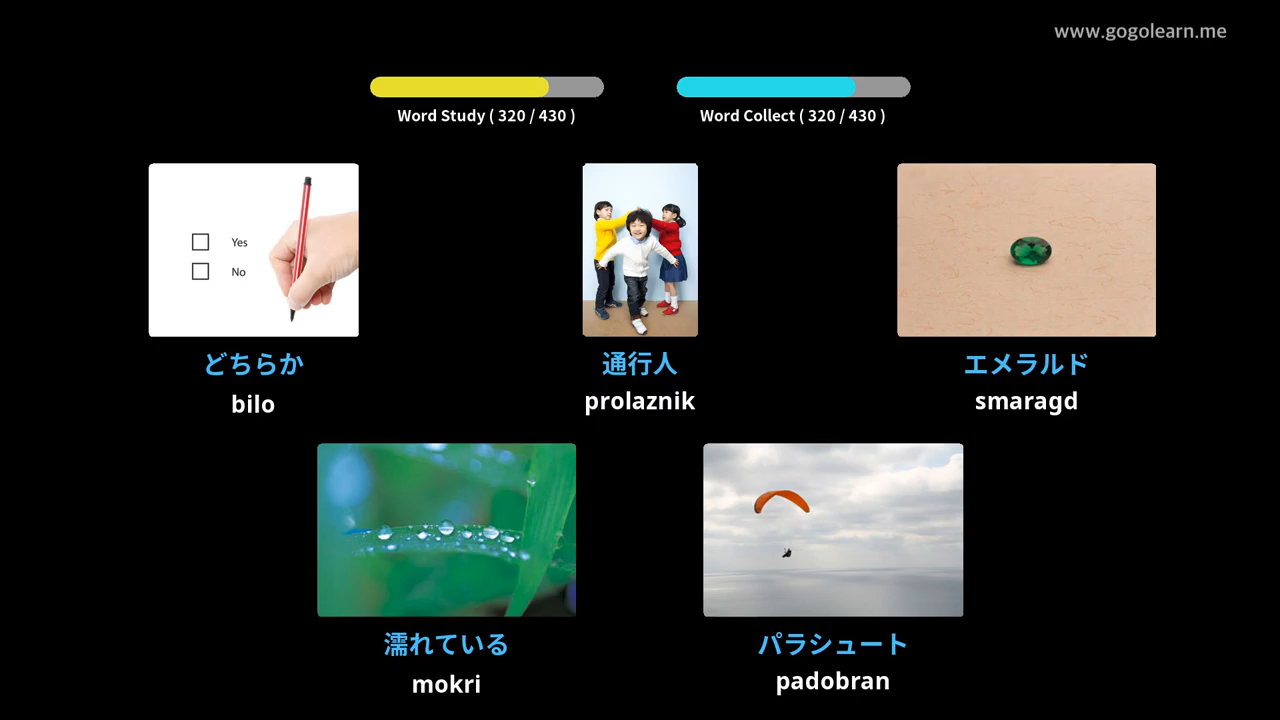 www.gogolearn.me
Word Study ( 320 / 430 )
Word Collect ( 320 / 430 )
Yes
No
どちらか
bilo
通行人
prolaznik
エメラルド
smaragd
濡れている
mokri
パラシュート
padobran